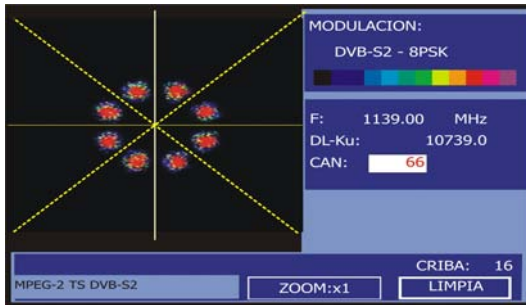 MODULACION:
DVB-S2 - 8PSK
F: 1139.00 MHz
DL-Ku: 10739.0
CAN: 66
CRIBA: 16
MPEG-2 TS DVB-S2
ZOOM:x1
LIMPIA